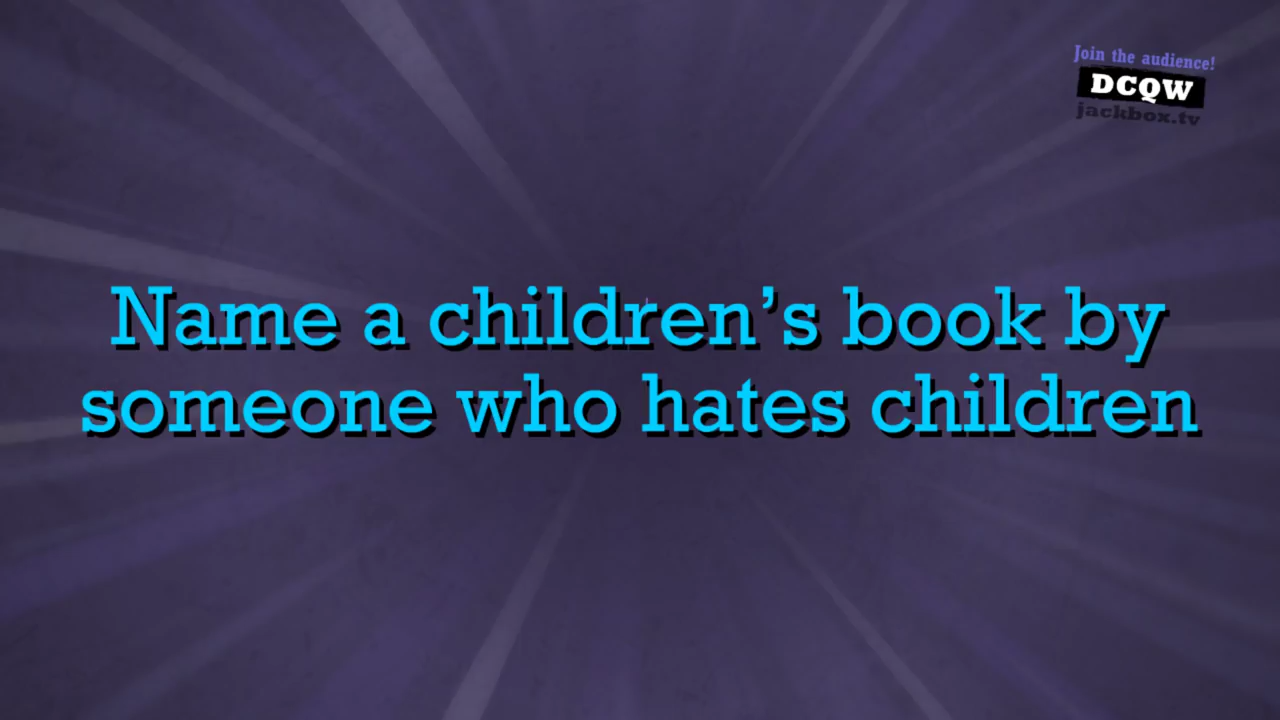 Join the audience!
DCQW
jackbox.tv
Name a children’s book by
someone who hates children